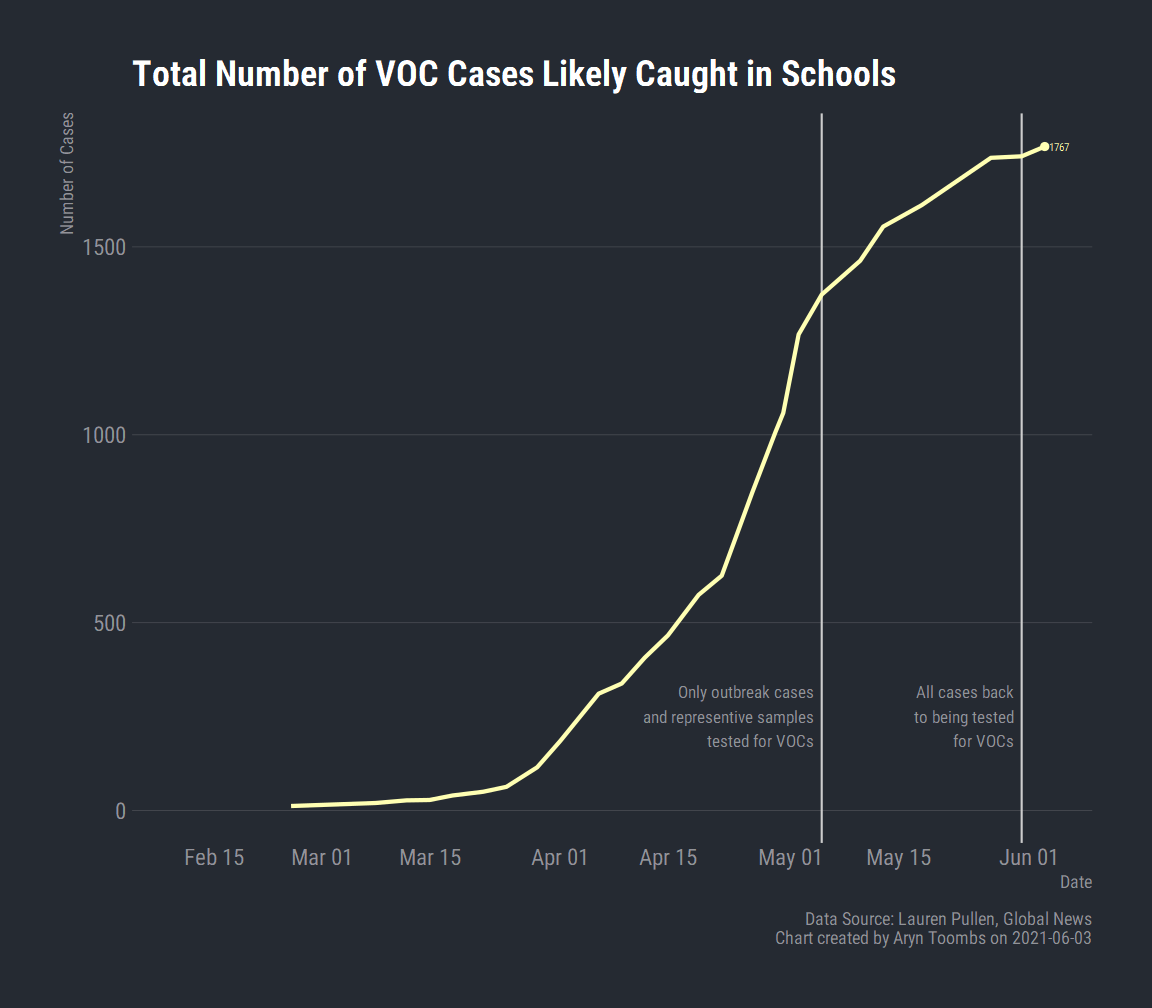 Total Number of VOC Cases Likely Caught in Schools
Number of Cases
1767
1500
1000
500
0
Only outbreak cases
and representive samples
tested for VOCs
All cases back
to being tested
for VOCs
Feb 15 Mar 01 Mar 15 Apr 01 Apr 15 May 01 May 15 Jun 01
Date
Data Source: Lauren Pullen, Global News
Chart created by Aryn Toombs on 2021-06-03